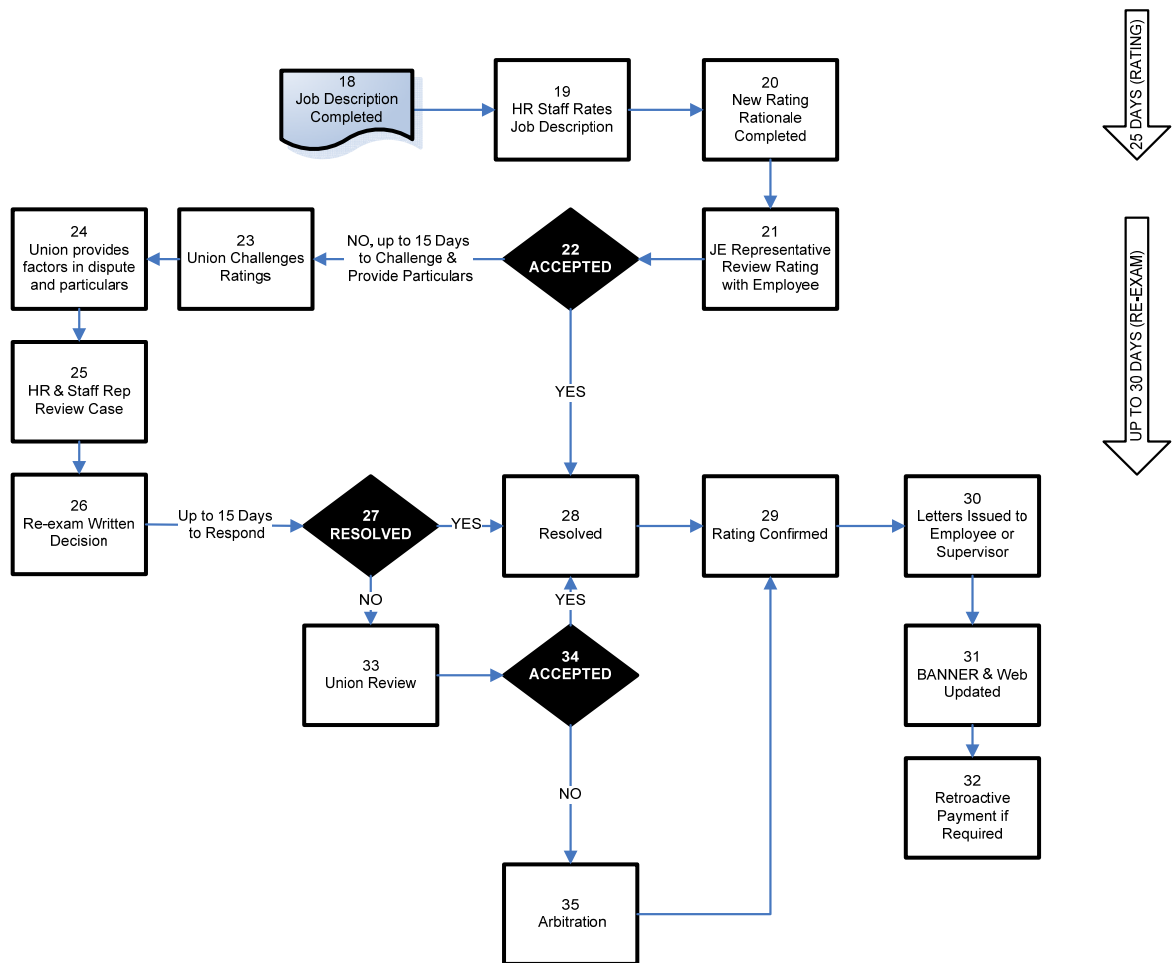 18
Job Description
Completed
19
HR Staff Rates
Job Description
20
New Rating
Rationale
Completed
25 DAYS (RATING)
24
Union provides
factors in dispute
and particulars
23
Union Challenges
Ratings
NO, up to 15 Days
to Challenge &
Provide Particulars
22
ACCEPTED
21
JE Representative
Review Rating
with Employee
UP TO 30 DAYS (RE-EXAM)
25
HR & Staff Rep
Review Case
YES
26
Re-exam Written
Decision
Up to 15 Days
to Respond
27
RESOLVED
YES
28
Resolved
29
Rating Confirmed
30
Letters Issued to
Employee or
Supervisor
NO
YES
33
Union Review
34
ACCEPTED
31
BANNER & Web
Updated
NO
32
Retroactive
Payment if
Required
35
Arbitration